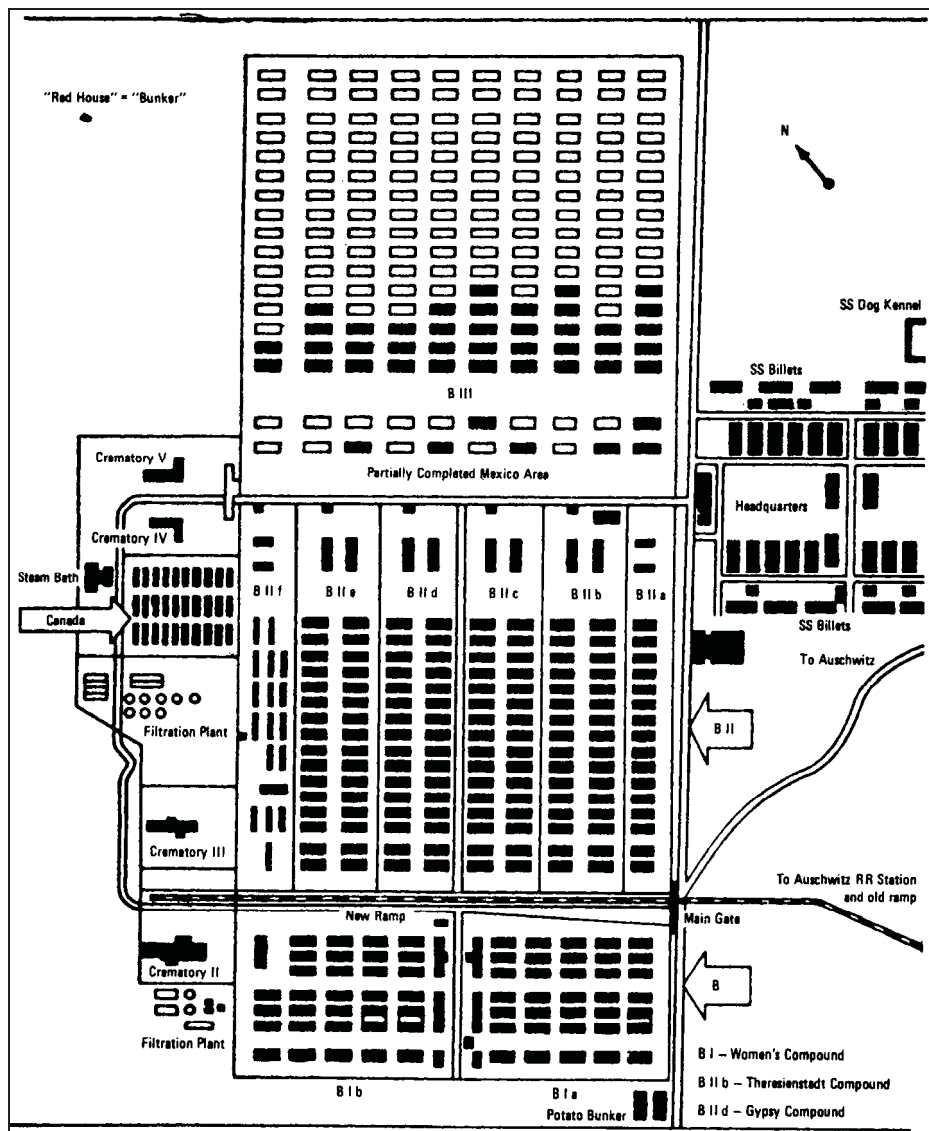 "Red House" = "Bunker"
N
SS Dog Kennel
SS Billets
B III
Crematory V
Partially Completed Mexico Area
Headquarters
Crematory IV
Steam Bath
B II f
B II e
B II d
B II c
B II b
B II a
Canada
SS Billets
To Auschwitz
B II
Filtration Plant
Crematory III
To Auschwitz RR Station
and old ramp
New Ramp
Main Gate
Crematory II
B
Filtration Plant
B I – Women's Compound
B I b
B I a
B II b – Theresienstadt Compound
Potato Bunker
B II d – Gypsy Compound